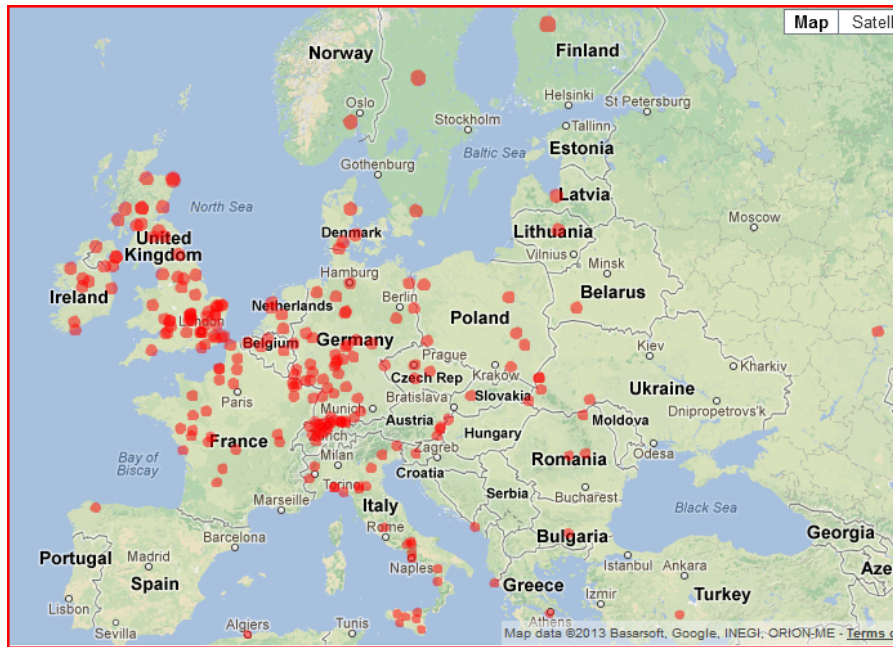 Map Satell
Norway
Finland
Oslo
Helsinki
St Petersburg
Stockholm
Tallinn
Baltic Sea
Estonia
Gothenburg
North Sea
Latvia
Moscow
Denmark
Lithuania
United
Kingdom
Vilnius
Minsk
Hamburg
Ireland
Berlin
Belarus
Netherlands
London
Poland
Germany
Belgium
Prague
Kiev
Kharkiv
Czech Rep
Krakow
Paris
Ukraine
Slovakia
Munich
Bratislava
Dnipropetrovs'k
Austria
Moldova
France
Hungary
Odesa
Bay of
Biscay
Milan
Zagreb
Romania
Croatia
Torino
Marseille
Serbia
Bucharest
Italy
Black Sea
Rome
Bulgaria
Georgia
Portugal
Madrid
Barcelona
Istanbul
Ankara
Aze
Naples
Spain
Greece
Turkey
Lisbon
Izmir
Sevilla
Algiers
Tunis
Athens
Map data ©2013 Basarsoft, Google, INEGI, ORION-ME - Terms o